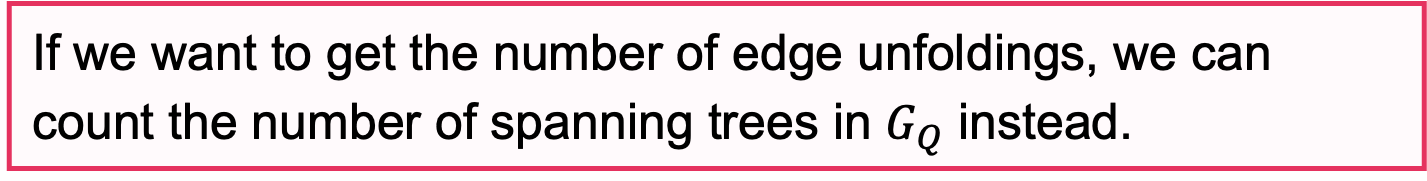 If we want to get the number of edge unfoldings, we can
count the number of spanning trees in G_Q instead.